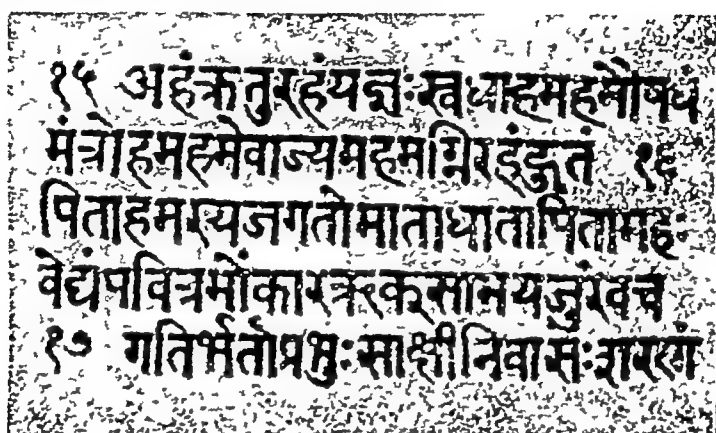 १५ अहंक्रतुरहंयज्ञःस्वधाहमहमौषधं
मंत्रोहमहमेवाज्यमहमग्निरहंहुतं १६
पिताहमस्यजगतोमाताधातापितामहः
वेद्यंपवित्रमोंकारऋक्सामयजुरेवच
१७ गतिर्भर्ताप्रभुःसाक्षीनिवासःशरणं